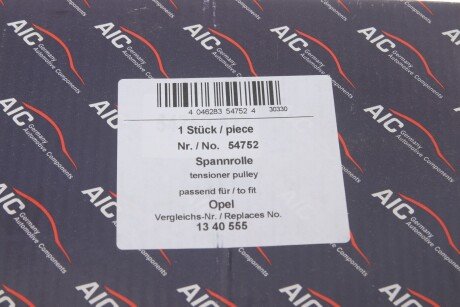 4 046283 54752 4 30330
1 Stück / piece
Nr. / No. 54752
Spannrolle
tensioner pulley
passend für / to fit
Opel
Vergleichs-Nr. / Replaces No.
13 40 555
AIC
Germany
Automotive Components